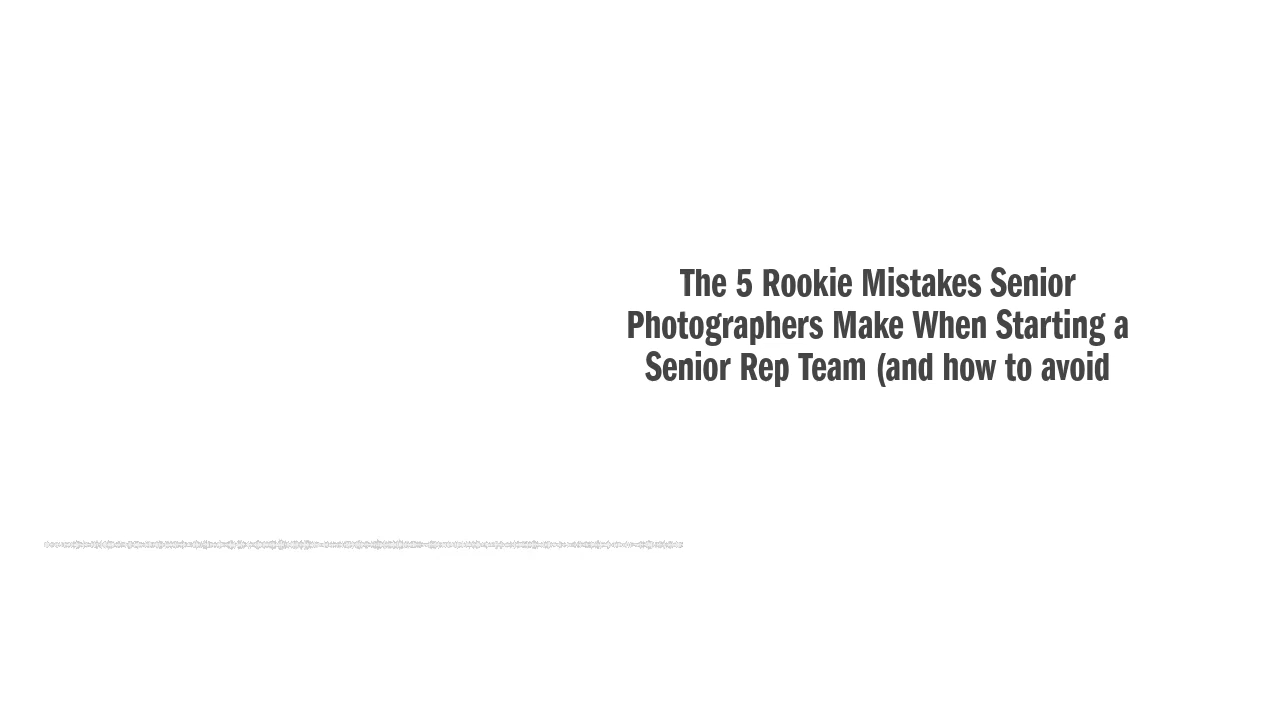 The 5 Rookie Mistakes Senior
Photographers Make When Starting a
Senior Rep Team (and how to avoid